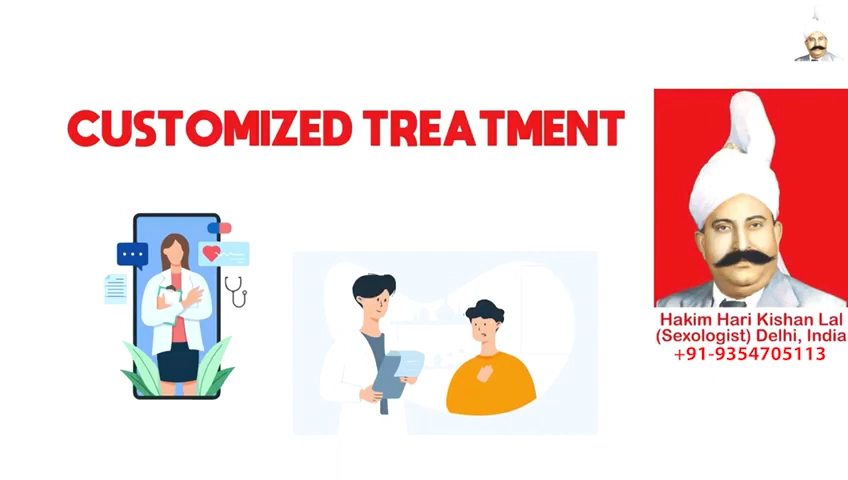 CUSTOMIZED TREATMENT
Hakim Hari Kishan Lal
(Sexologist) Delhi, India
+91-9354705113